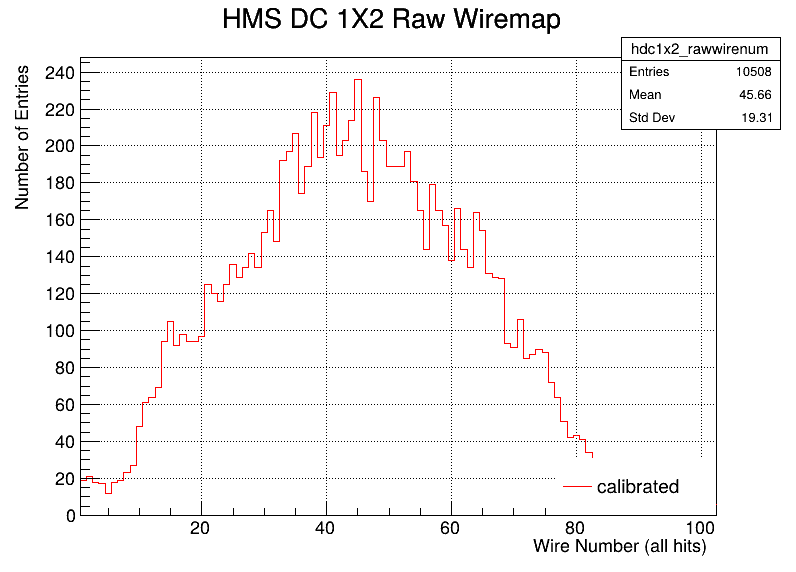 HMS DC 1X2 Raw Wiremap
hdc1x2_rawwirenum
Entries 10508
Mean 45.66
Std Dev 19.31
Number of Entries
240
220
200
180
160
140
120
100
80
60
40
20
0
20 40 60 80 100
calibrated
Wire Number (all hits)